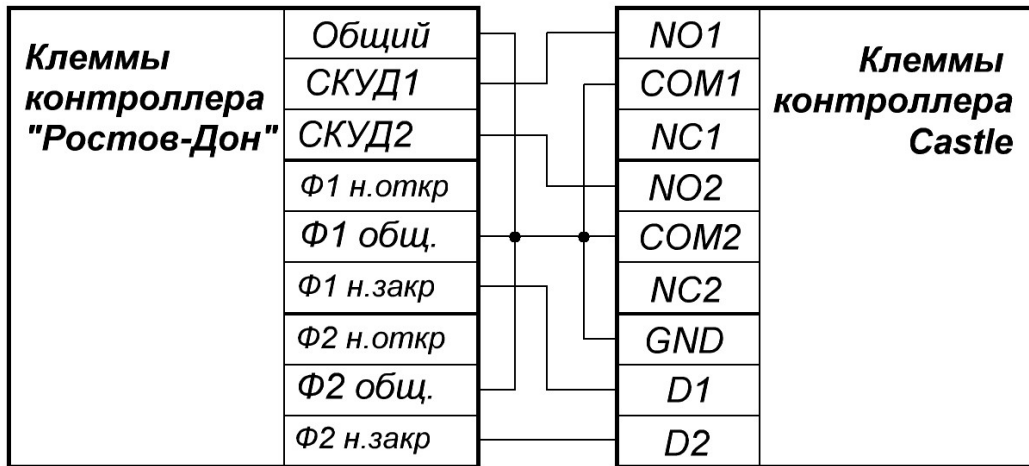 Клеммы
контроллера
"Ростов-Дон"
Общий
СКУД1
СКУД2
Ф1 н.откр
Ф1 общ.
Ф1 н.закр
Ф2 н.откр
Ф2 общ.
Ф2 н.закр
NO1
COM1
NC1
NO2
COM2
NC2
GND
D1
D2
Клеммы
контроллера
Castle